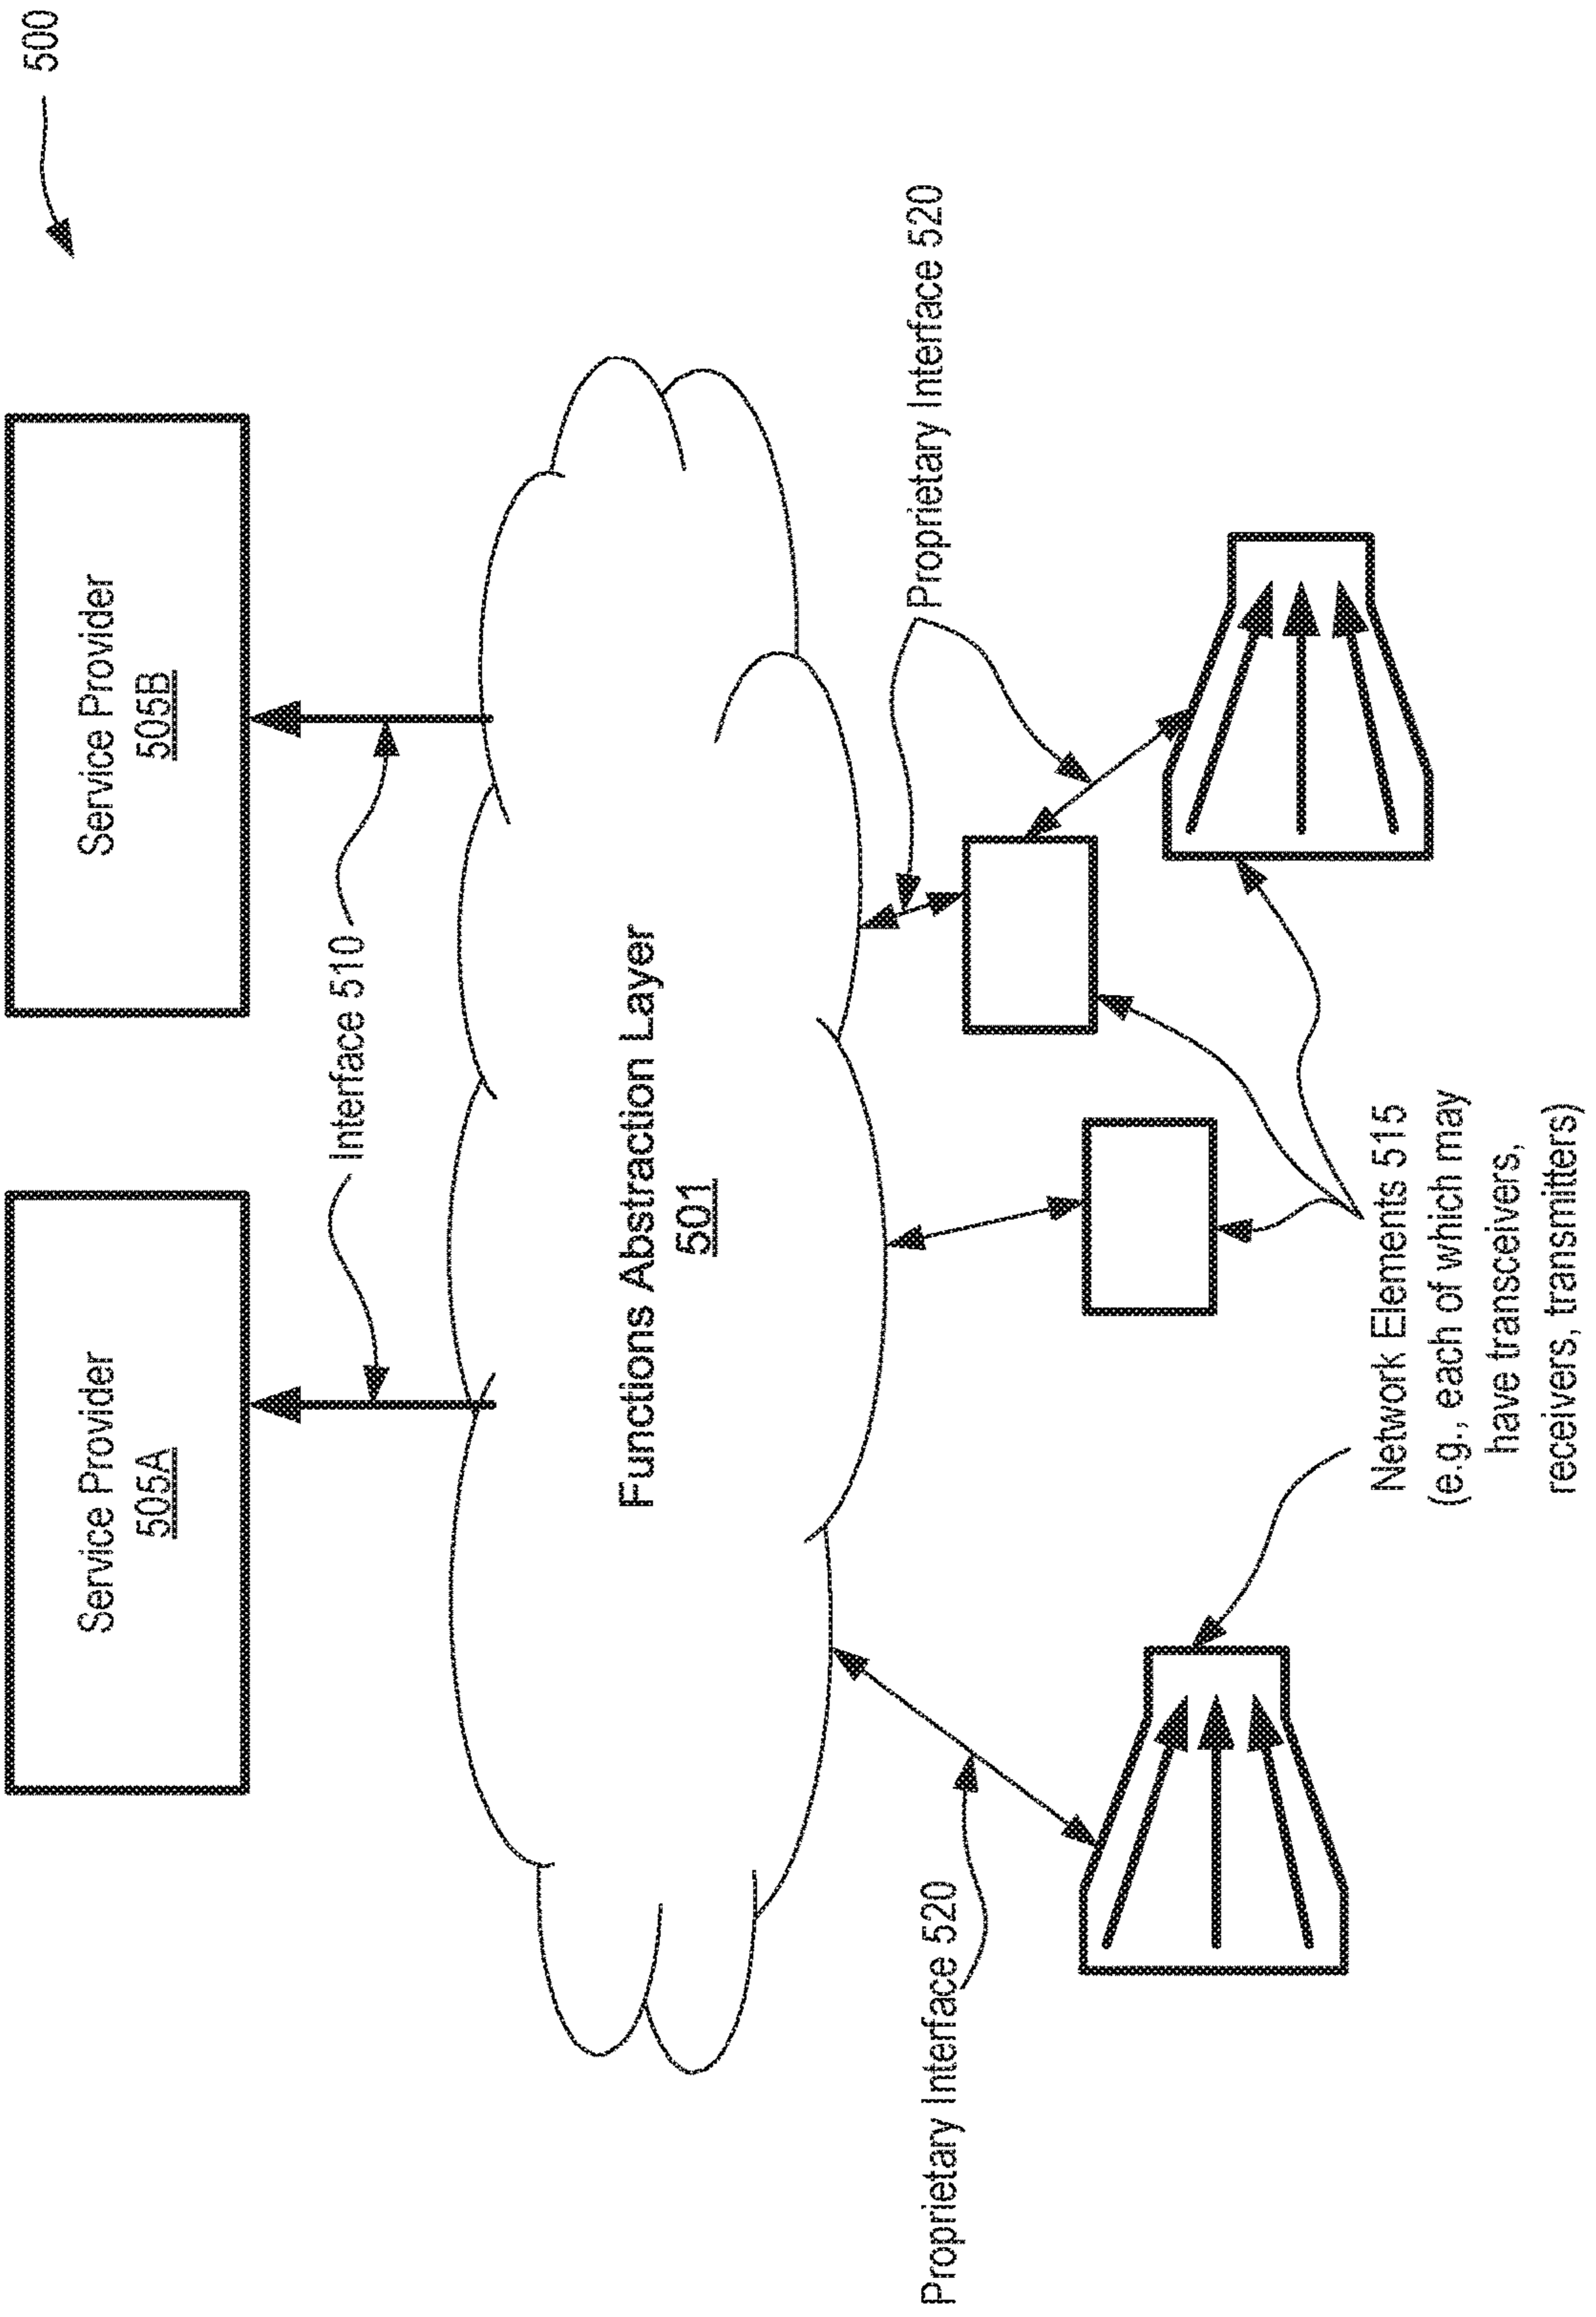 500
Service Provider
505A
Service Provider
505B
Interface 510
Functions Abstraction Layer
501
Proprietary Interface 520
Proprietary Interface 520
Network Elements 515
(e.g., each of which may
have transceivers,
receivers, transmitters)